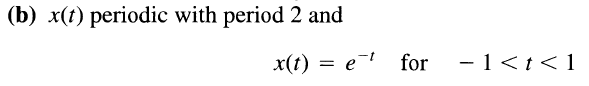 (b) x(t) periodic with period 2 and
x(t) = e⁻ᵗ for − 1 < t < 1